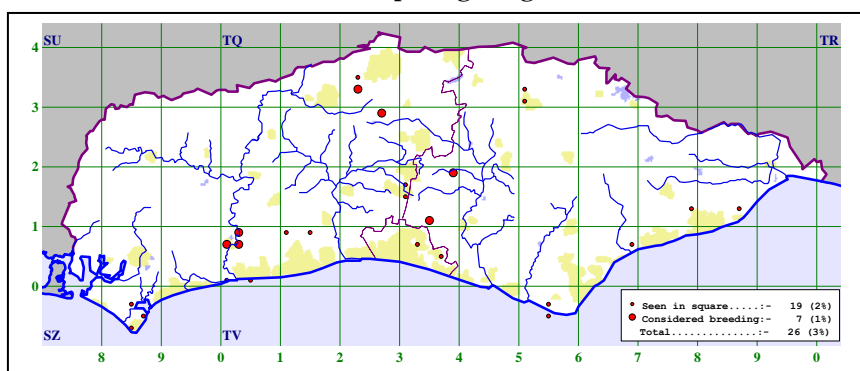 SU TQ TR
4
3
2
1
0
Seen in square.....:- 19 (2%)
Considered breeding:- 7 (1%)
Total.............:- 26 (3%)
SZ TV
8 9 0 1 2 3 4 5 6 7 8 9 0